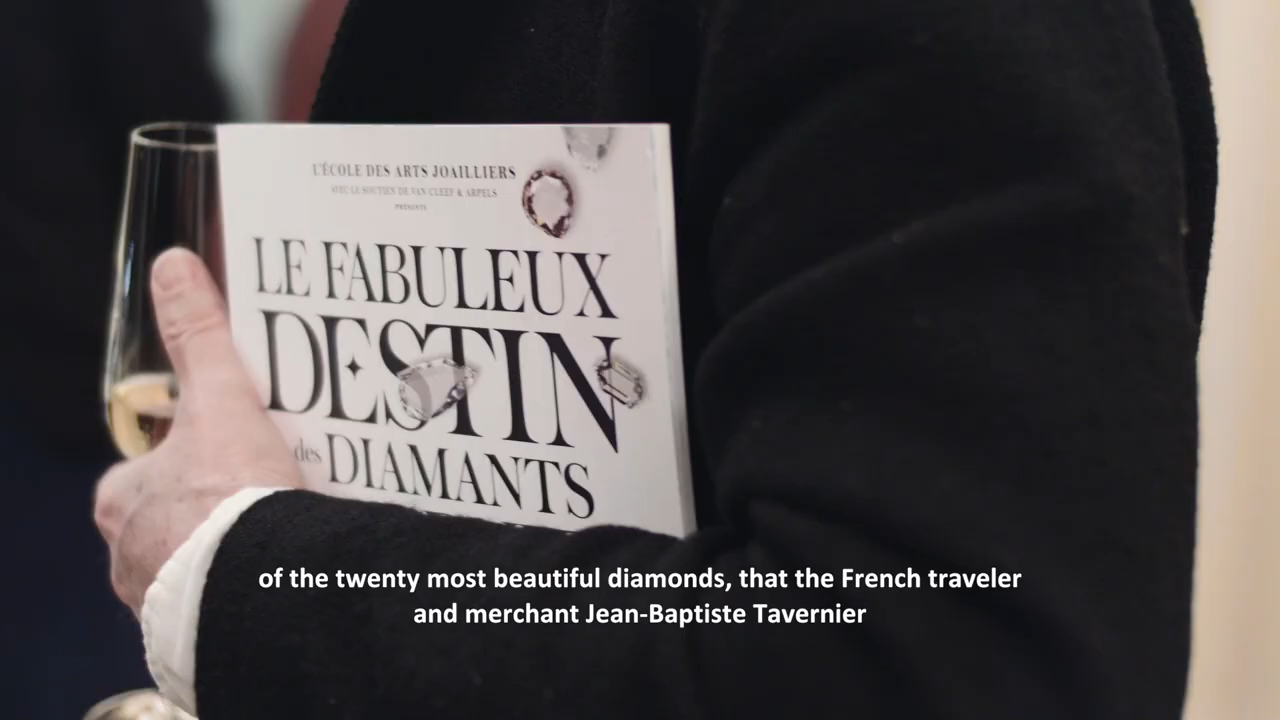 L'ÉCOLE DES ARTS JOAILLIERS
AVEC LE SOUTIEN DE VAN CLEEF & ARPELS
PRÉSENTE
LE FABULEUX
DESTIN
des DIAMANTS
of the twenty most beautiful diamonds, that the French traveler
and merchant Jean-Baptiste Tavernier